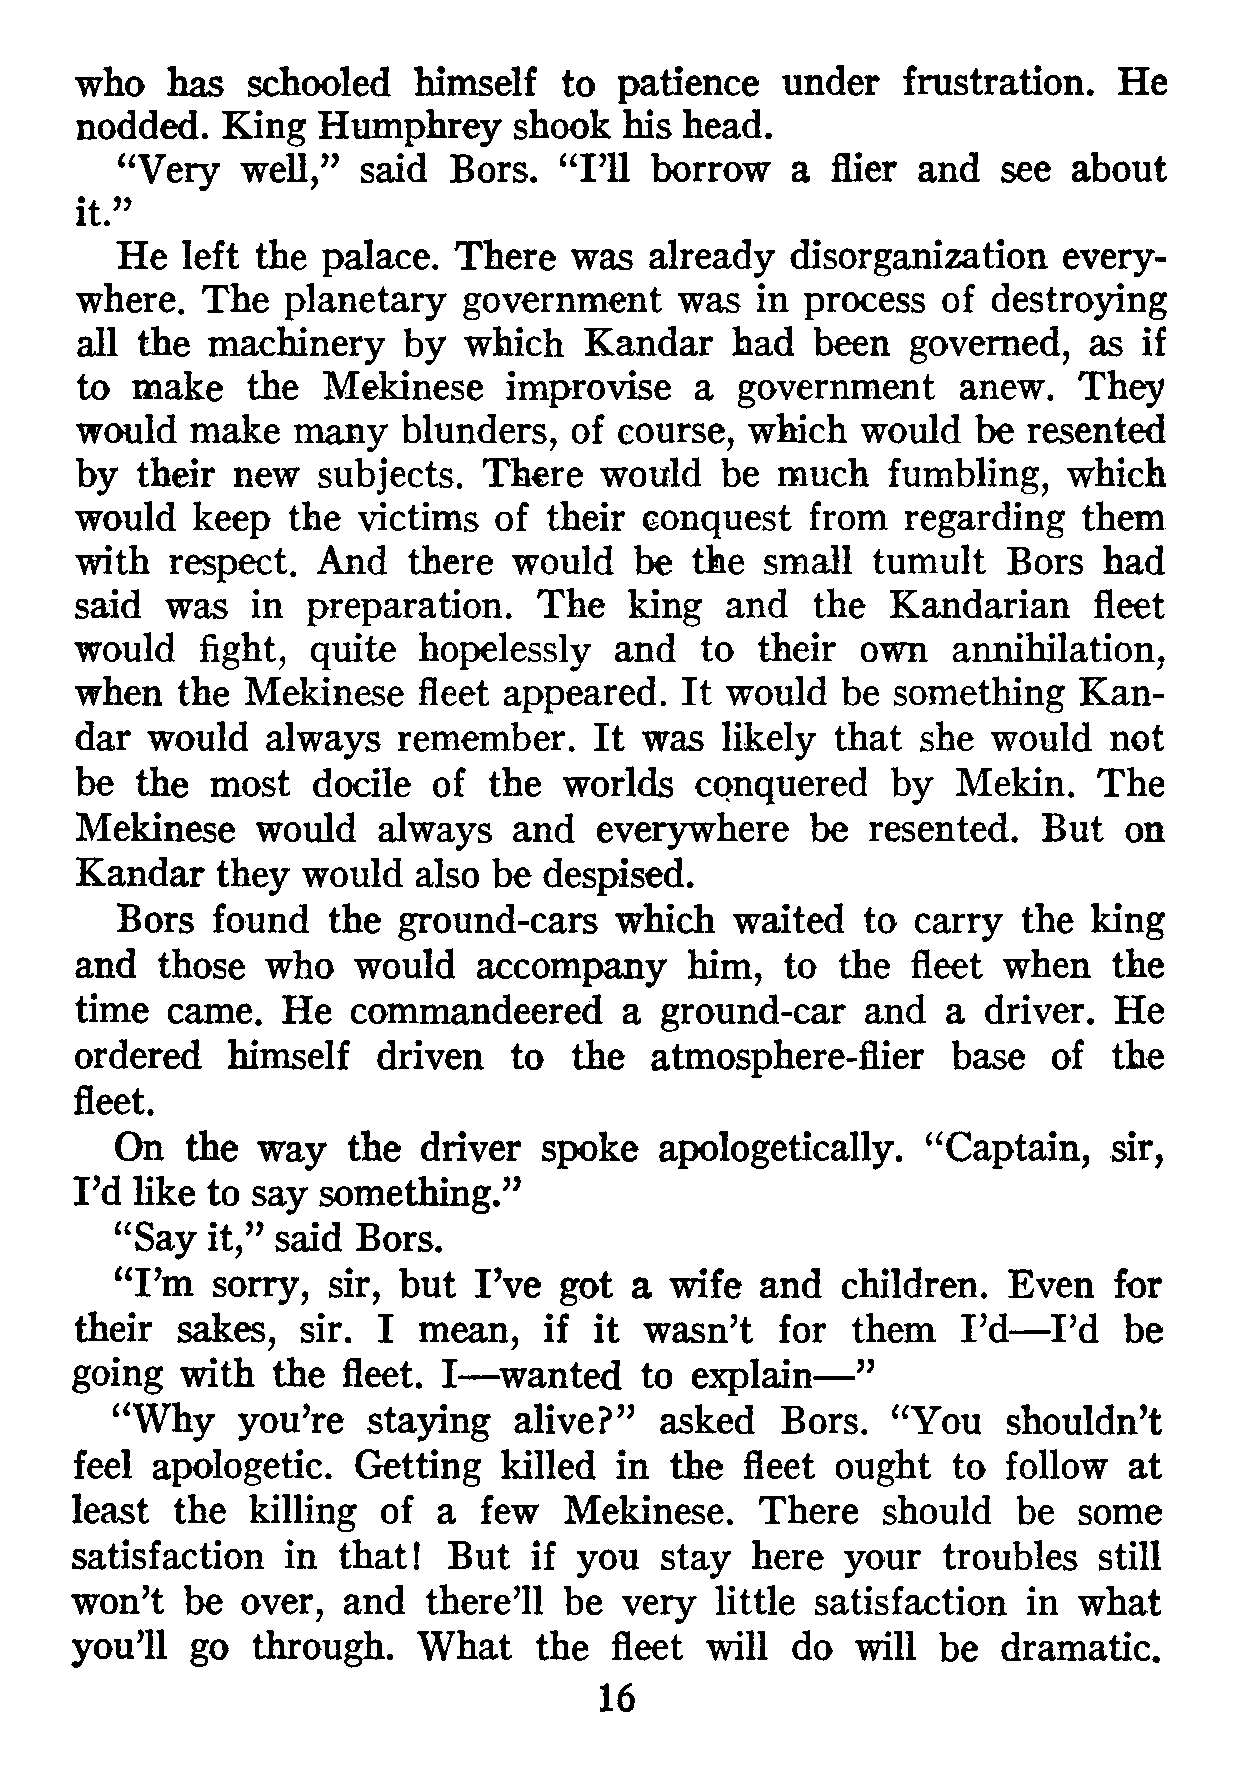 who has schooled himself to patience under frustration. He
nodded. King Humphrey shook his head.
“Very well,” said Bors. “I’ll borrow a flier and see about
it.”
He left the palace. There was already disorganization every-
where. The planetary government was in process of destroying
all the machinery by which Kandar had been governed, as if
to make the Mekinese improvise a government anew. They
would make many blunders, of course, which would be resented
by their new subjects. There would be much fumbling, which
would keep the victims of their conquest from regarding them
with respect. And there would be the small tumult Bors had
said was in preparation. The king and the Kandarian fleet
would fight, quite hopelessly and to their own annihilation,
when the Mekinese fleet appeared. It would be something Kan-
dar would always remember. It was likely that she would not
be the most docile of the worlds conquered by Mekin. The
Mekinese would always and everywhere be resented. But on
Kandar they would also be despised.
Bors found the ground-cars which waited to carry the king
and those who would accompany him, to the fleet when the
time came. He commandeered a ground-car and a driver. He
ordered himself driven to the atmosphere-flier base of the
fleet.
On the way the driver spoke apologetically. “Captain, sir,
I’d like to say something.”
“Say it,” said Bors.
“I’m sorry, sir, but I’ve got a wife and children. Even for
their sakes, sir. I mean, if it wasn’t for them I’d—I’d be
going with the fleet. I—wanted to explain—”
“Why you’re staying alive?” asked Bors. “You shouldn’t
feel apologetic. Getting killed in the fleet ought to follow at
least the killing of a few Mekinese. There should be some
satisfaction in that! But if you stay here your troubles still
won’t be over, and there’ll be very little satisfaction in what
you’ll go through. What the fleet will do will be dramatic.
16